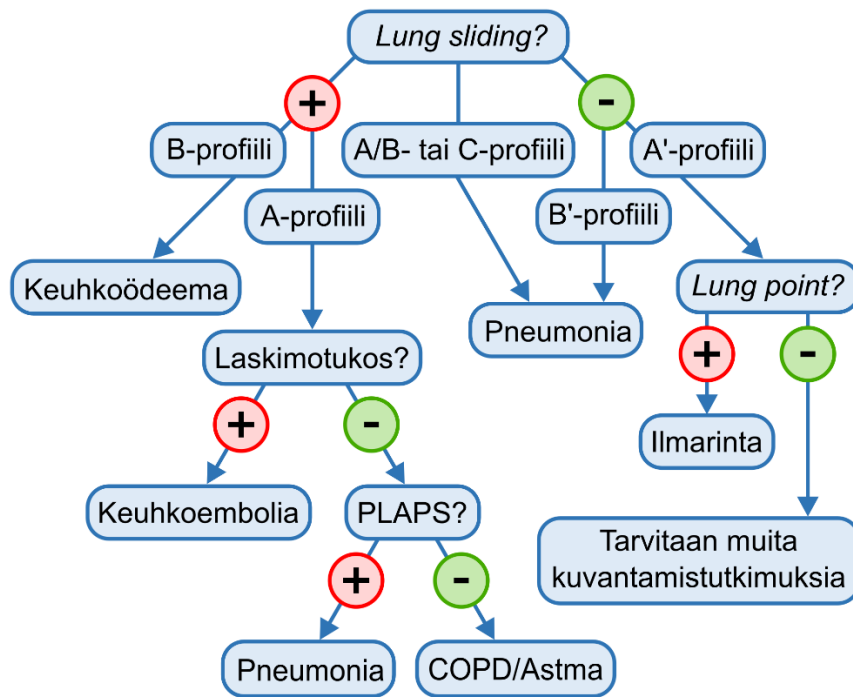 Lung sliding?
+
-
B-profiili
A/B- tai C-profiili
A'-profiili
A-profiili
B'-profiili
Keuhkoödeema
Lung point?
Pneumonia
Laskimotukos?
+
-
+
-
Ilmarinta
Keuhkoembolia
PLAPS?
Tarvitaan muita
kuvantamistutkimuksia
+
-
Pneumonia
COPD/Astma